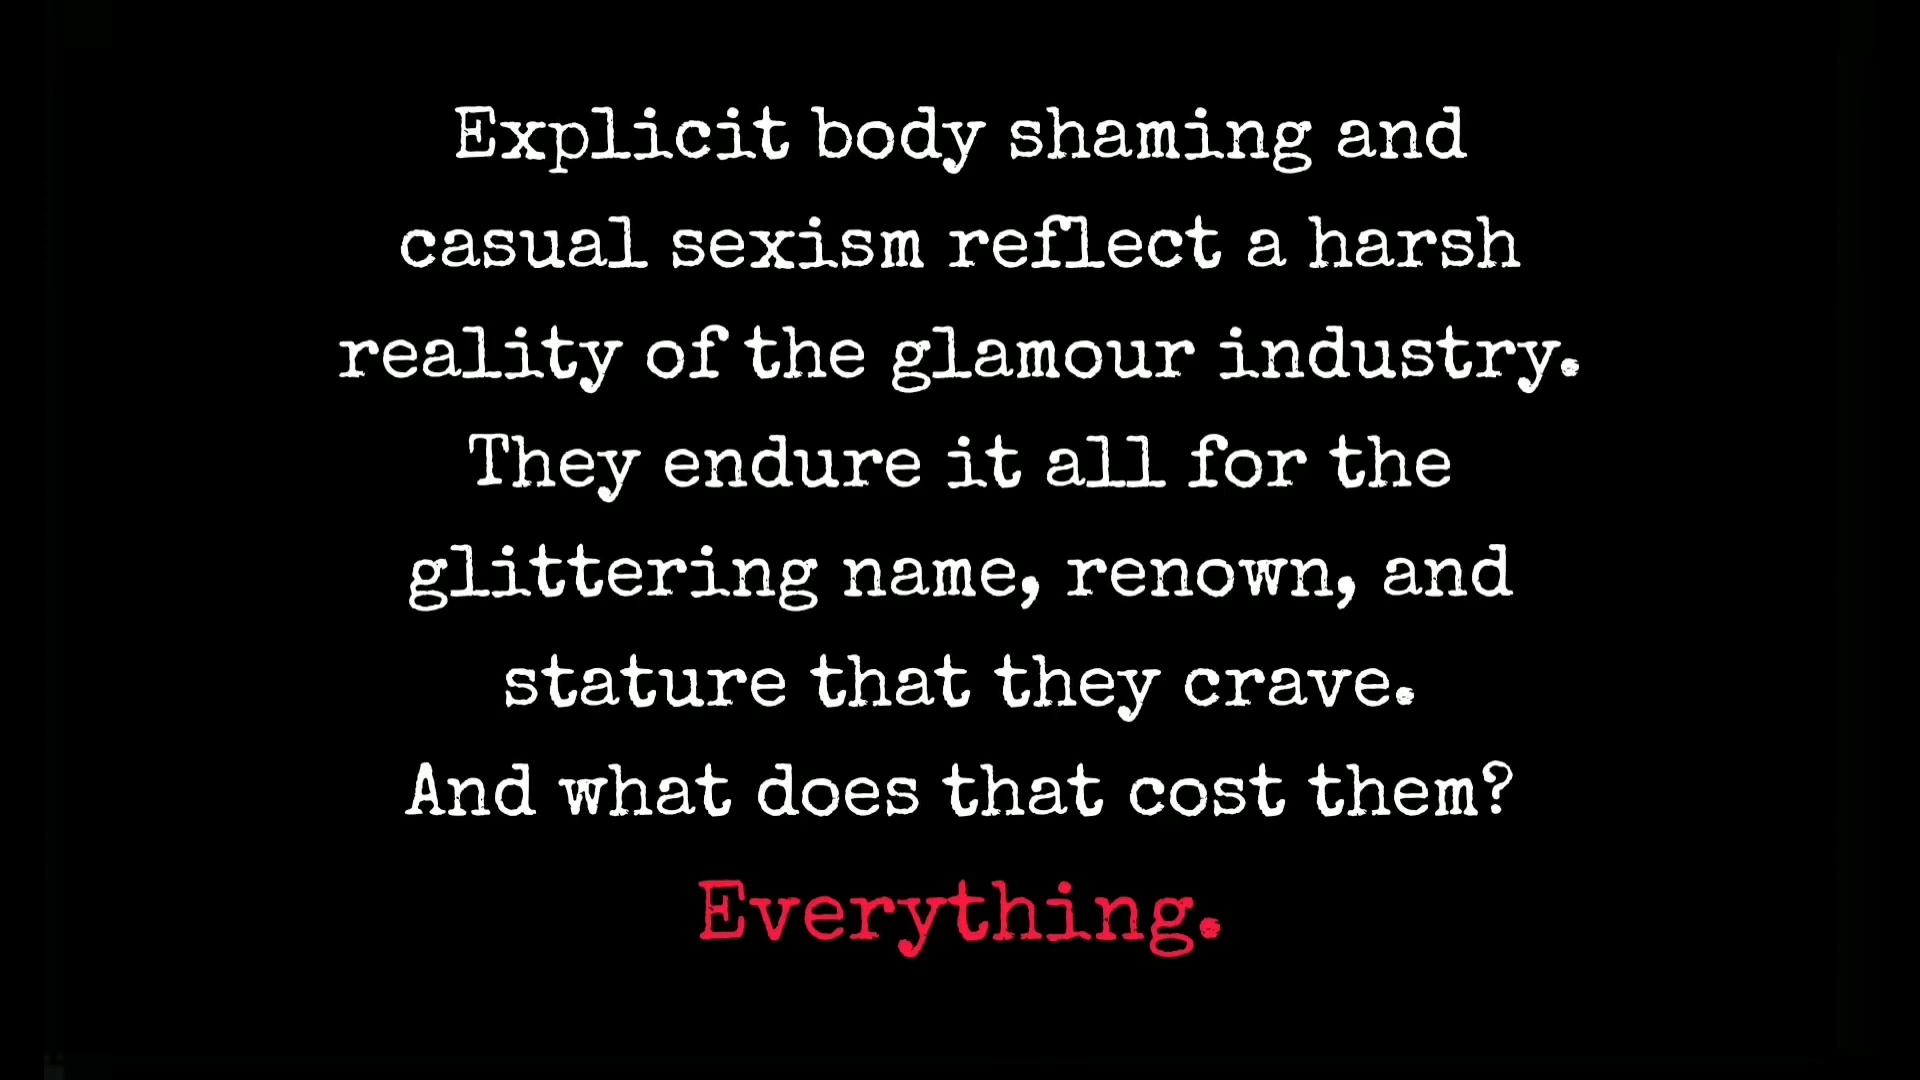 Explicit body shaming and
casual sexism reflect a harsh
reality of the glamour industry.
They endure it all for the
glittering name, renown, and
stature that they crave.
And what does that cost them?
Everything.